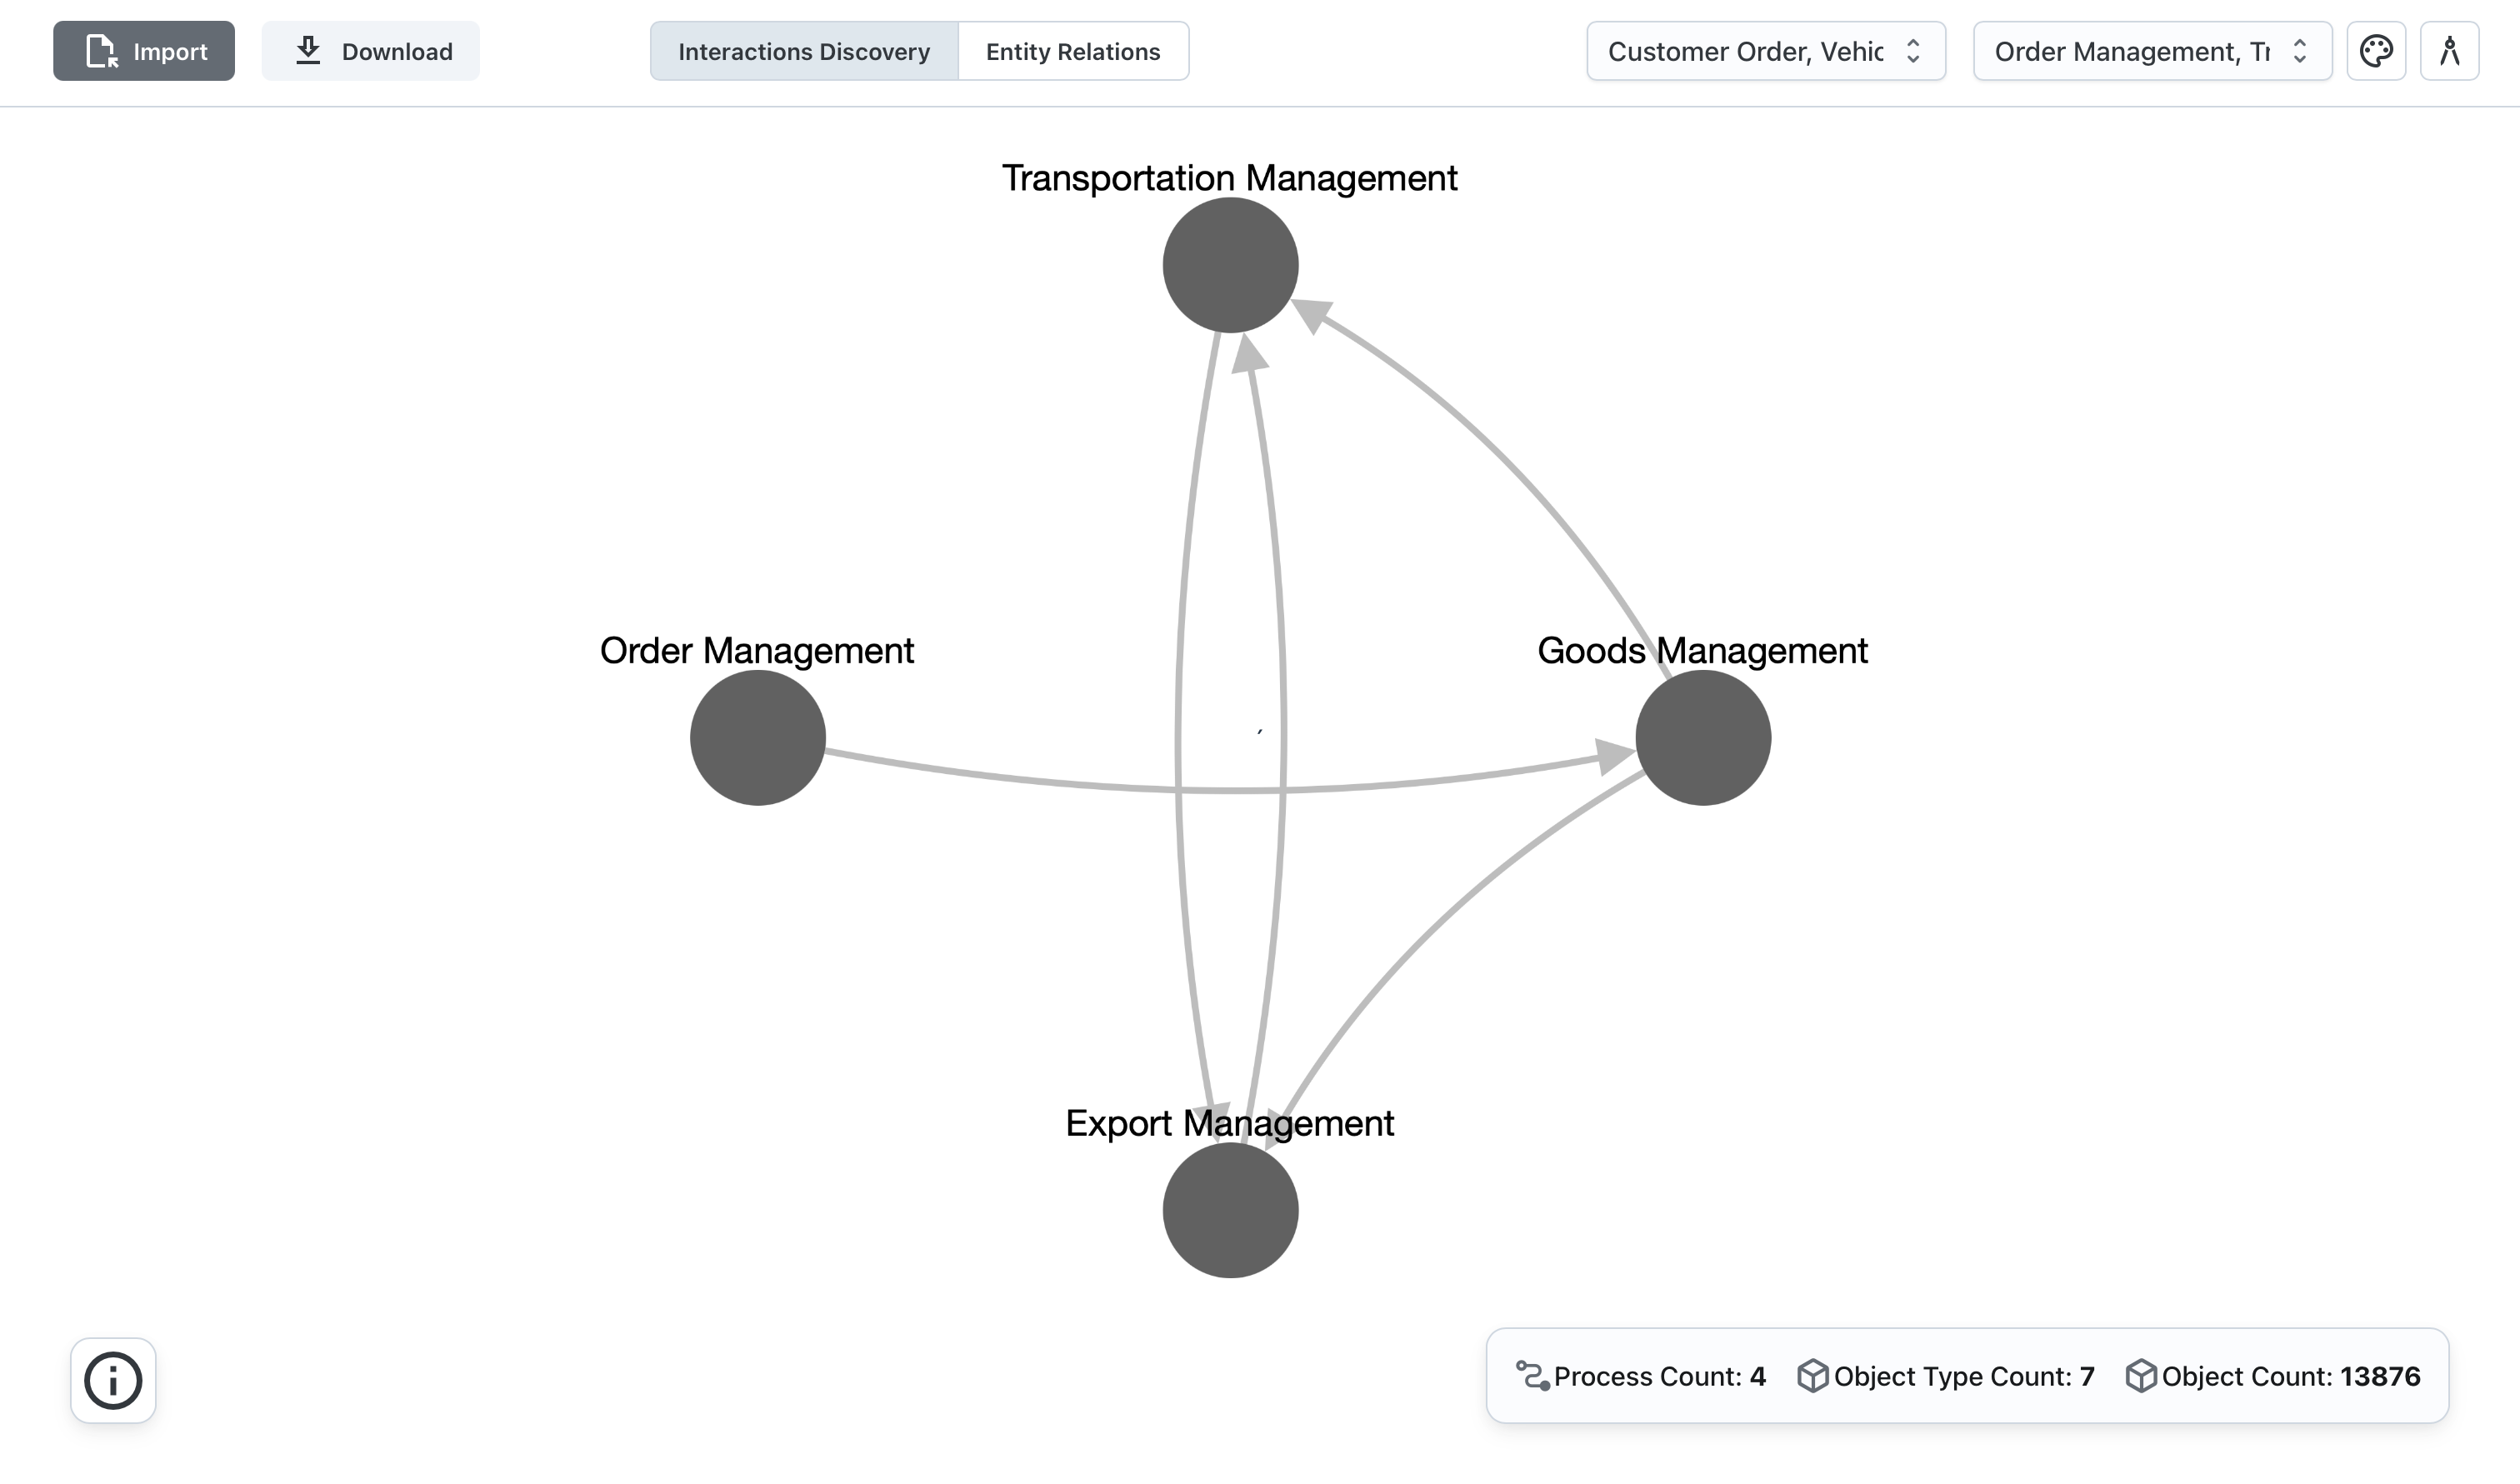 Import
Download
Interactions Discovery
Entity Relations
Customer Order, Vehic
Order Management, Tr
Transportation Management
Order Management
Goods Management
Export Management
Process Count: 4
Object Type Count: 7
Object Count: 13876